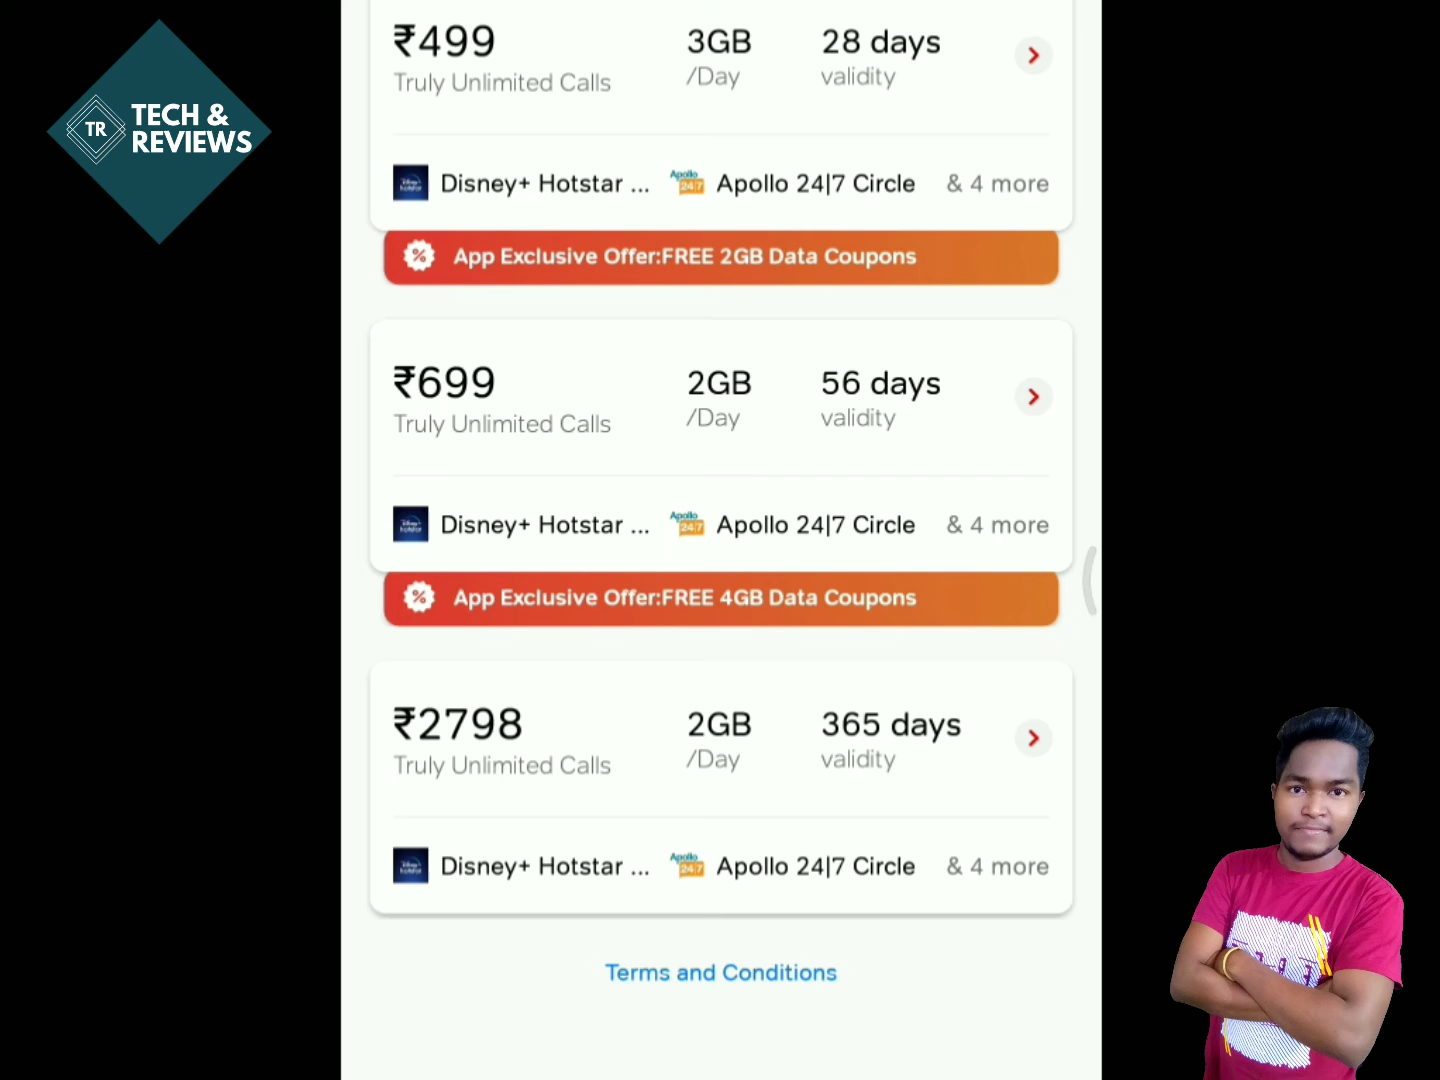 TR
TECH &
REVIEWS
₹499 3GB 28 days
Truly Unlimited Calls /Day validity
Disney+ Hotstar ... Apollo 24|7 Circle & 4 more
% App Exclusive Offer:FREE 2GB Data Coupons
₹699 2GB 56 days
Truly Unlimited Calls /Day validity
Disney+ Hotstar ... Apollo 24|7 Circle & 4 more
% App Exclusive Offer:FREE 4GB Data Coupons
₹2798 2GB 365 days
Truly Unlimited Calls /Day validity
Disney+ Hotstar ... Apollo 24|7 Circle & 4 more
Terms and Conditions